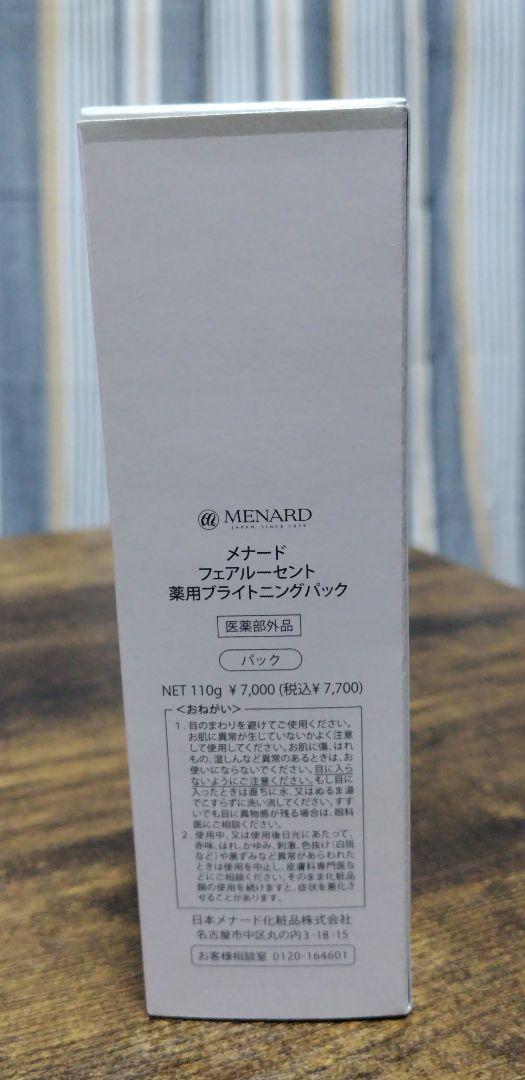 MENARD
JAPAN, SINCE 1959
メナード
フェアルーセント
薬用ブライトニングパック
医薬部外品
パック
NET 110g ￥7,000 (税込￥7,700)
＜おねがい＞
1. 目のまわりを避けてご使用ください。
お肌に異常が生じていないかよく注意
して使用してください。お肌に傷、はれ
もの、湿しんなど異常のあるときは、お
使いにならないでください。目に入ら
ないようにご注意ください。もし目に
入ったときは直ちに水、又はぬるま湯
でこすらずに洗い流してください。すす
いでも目に異物感が残る場合は、眼科
医にご相談ください。
2. 使用中、又は使用後日光にあたって、
赤味、はれ、かゆみ、刺激、色抜け(白斑
など)や黒ずみなど異常があらわれた
ときは使用を中止し、皮膚科専門医な
どにご相談ください。そのまま化粧品
類の使用を続けますと、症状を悪化さ
せることがあります。
日本メナード化粧品株式会社
名古屋市中区丸の内3-18-15
お客様相談室 0120-164601